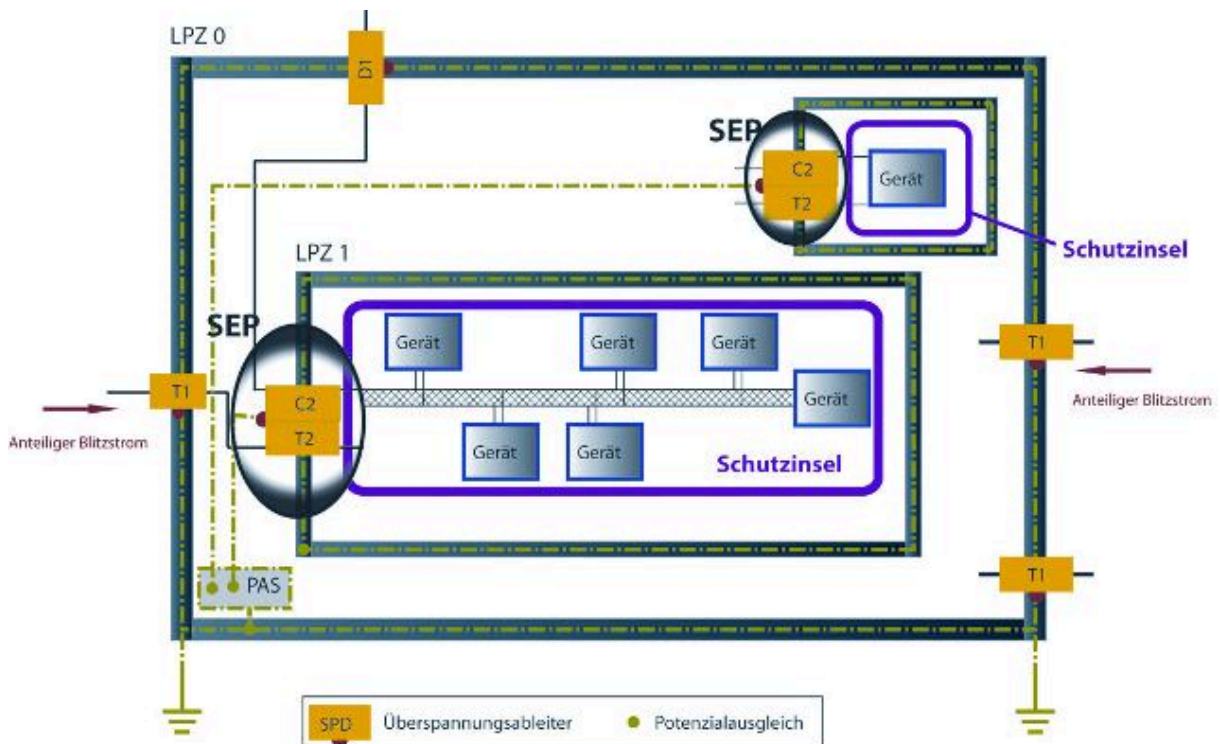 LPZ 0
D1
SEP
C2
T2
Gerät
Schutzinsel
LPZ 1
SEP
Gerät
Gerät
Gerät
T1
T1
C2
T2
Gerät
Anteiliger Blitzstrom
Anteiliger Blitzstrom
Gerät
Gerät
Schutzinsel
PAS
T1
SPD
Überspannungsableiter
Potenzialausgleich